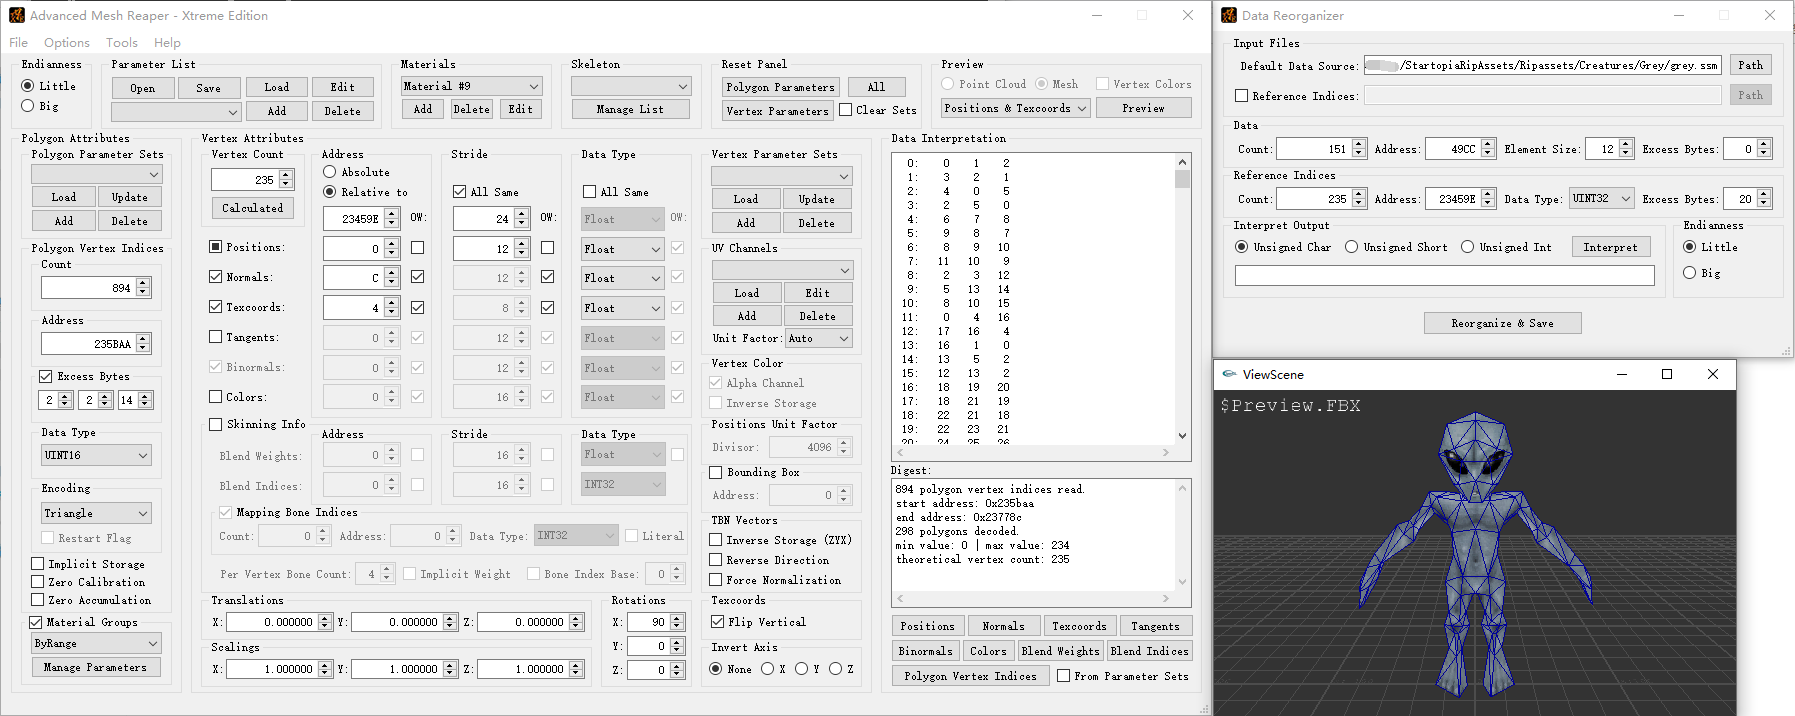 Advanced Mesh Reaper - Xtreme Edition
File Options Tools Help
Endianness
Little
Big
Parameter List
Open Save Load Edit
Add Delete
Materials
Material #9
Add Delete Edit
Skeleton
Manage List
Reset Panel
Polygon Parameters All
Vertex Parameters Clear Sets
Preview
Point Cloud Mesh Vertex Colors
Positions & Texcoords Preview
Polygon Attributes
Polygon Parameter Sets
Load Update
Add Delete
Polygon Vertex Indices
Count
894
Address
235BAA
Excess Bytes
2 2 14
Data Type
UINT16
Encoding
Triangle
Restart Flag
Implicit Storage
Zero Calibration
Zero Accumulation
Material Groups
ByRange
Manage Parameters
Vertex Attributes
Vertex Count
235
Calculated
Address
Absolute
Relative to
23459E OW:
Stride
All Same
24 OW:
Data Type
All Same
Float OW:
Positions: 0 12 Float
Normals: C 12 Float
Texcoords: 4 8 Float
Tangents: 0 12 Float
Binormals: 0 12 Float
Colors: 0 16 Float
Skinning Info
Address Stride Data Type
Blend Weights: 0 16 Float
Blend Indices: 0 16 INT32
Mapping Bone Indices
Count: 0 Address: 0 Data Type: INT32 Literal
Per Vertex Bone Count: 4 Implicit Weight Bone Index Base: 0
Translations
X: 0.000000 Y: 0.000000 Z: 0.000000
Scalings
X: 1.000000 Y: 1.000000 Z: 1.000000
Rotations
X: 90
Y: 0
Z: 0
Vertex Parameter Sets
Load Update
Add Delete
UV Channels
Load Edit
Add Delete
Unit Factor: Auto
Vertex Color
Alpha Channel
Inverse Storage
Positions Unit Factor
Divisor: 4096
Bounding Box
Address: 0
TBN Vectors
Inverse Storage (ZYX)
Reverse Direction
Force Normalization
Texcoords
Flip Vertical
Invert Axis
None X Y Z
Data Interpretation
0: 0 1 2
1: 3 2 1
2: 4 0 5
3: 2 5 0
4: 6 7 8
5: 9 8 7
6: 8 9 10
7: 11 10 9
8: 2 3 12
9: 5 13 14
10: 8 10 15
11: 0 4 16
12: 17 16 4
13: 16 1 0
14: 13 5 2
15: 12 13 2
16: 18 19 20
17: 18 21 19
18: 22 21 18
19: 22 23 21
20: 24 25 26
Digest:
894 polygon vertex indices read.
start address: 0x235baa
end address: 0x23778c
298 polygons decoded.
min value: 0 | max value: 234
theoretical vertex count: 235
Positions Normals Texcoords Tangents
Binormals Colors Blend Weights Blend Indices
Polygon Vertex Indices From Parameter Sets
Data Reorganizer
Input Files
Default Data Source: /StartopiaRipAssets/Ripassets/Creatures/Grey/grey.ssm Path
Reference Indices: Path
Data
Count: 151 Address: 49CC Element Size: 12 Excess Bytes: 0
Reference Indices
Count: 235 Address: 23459E Data Type: UINT32 Excess Bytes: 20
Interpret Output
Unsigned Char Unsigned Short Unsigned Int Interpret
Endianness
Little
Big
Reorganize & Save
ViewScene
$Preview.FBX